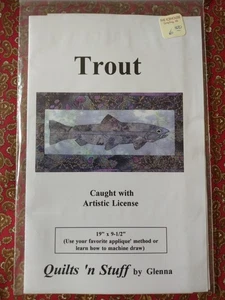 Trout
Caught with
Artistic License
19" x 9-1/2"
(Use your favorite applique' method or
learn how to machine draw)
Quilts 'n Stuff by Glenna